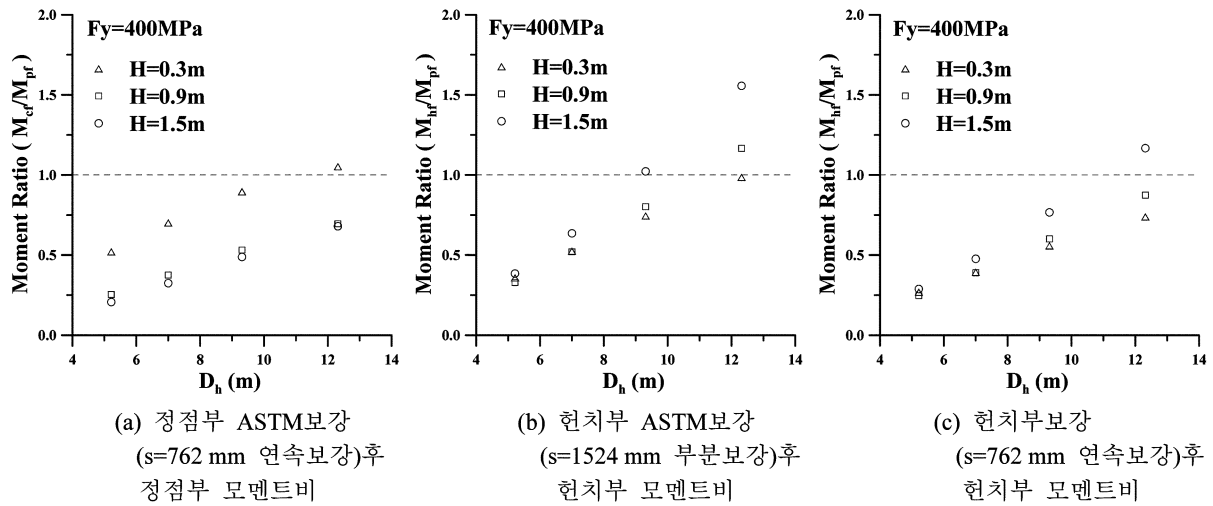 2.0
Fy=400MPa
H=0.3m
1.5
H=0.9m
H=1.5m
1.0
0.5
0.0
4 6 8 10 12 14
Moment Ratio ( Mcf/Mpf)
Dh (m)
(a) 정점부 ASTM보강
(s=762 mm 연속보강)후
정점부 모멘트비
2.0
Fy=400MPa
H=0.3m
1.5
H=0.9m
H=1.5m
1.0
0.5
0.0
4 6 8 10 12 14
Moment Ratio ( Mhf/Mpf)
Dh (m)
(b) 헌치부 ASTM보강
(s=1524 mm 부분보강)후
헌치부 모멘트비
2.0
Fy=400MPa
H=0.3m
1.5
H=0.9m
H=1.5m
1.0
0.5
0.0
4 6 8 10 12 14
Moment Ratio ( Mhf/Mpf)
Dh (m)
(c) 헌치부보강
(s=762 mm 연속보강)후
헌치부 모멘트비